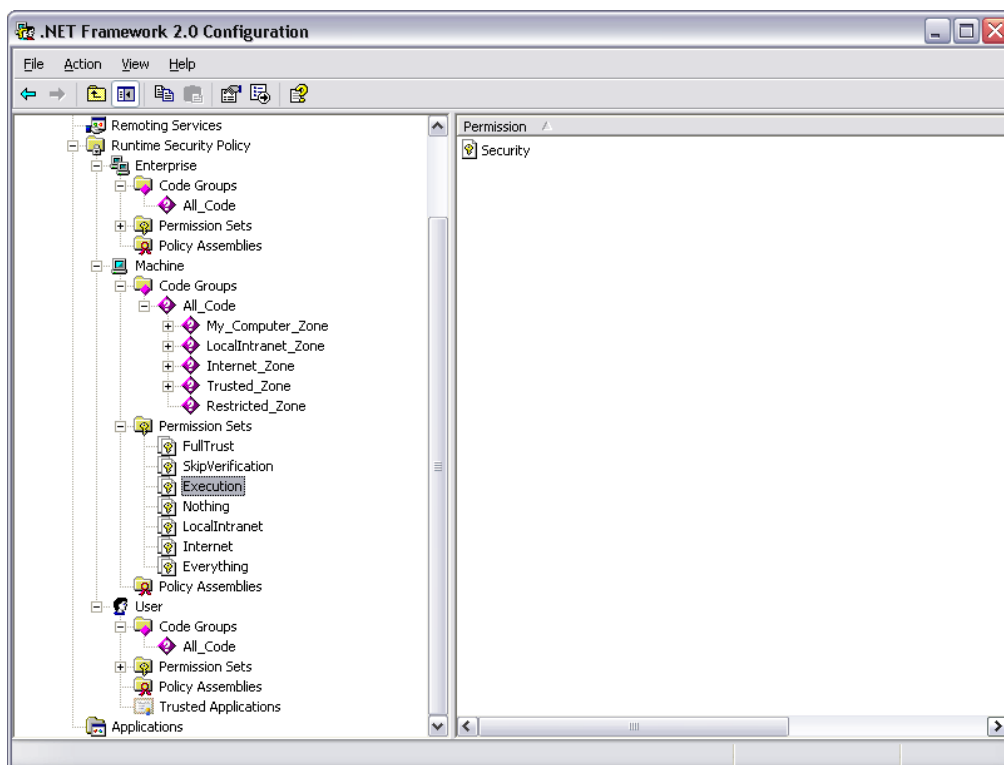 .NET Framework 2.0 Configuration
File Action View Help
Remoting Services
Runtime Security Policy
Enterprise
Code Groups
All_Code
Permission Sets
Policy Assemblies
Machine
Code Groups
All_Code
My_Computer_Zone
LocalIntranet_Zone
Internet_Zone
Trusted_Zone
Restricted_Zone
Permission Sets
FullTrust
SkipVerification
Execution
Nothing
LocalIntranet
Internet
Everything
Policy Assemblies
User
Code Groups
All_Code
Permission Sets
Policy Assemblies
Trusted Applications
Applications
Permission
Security